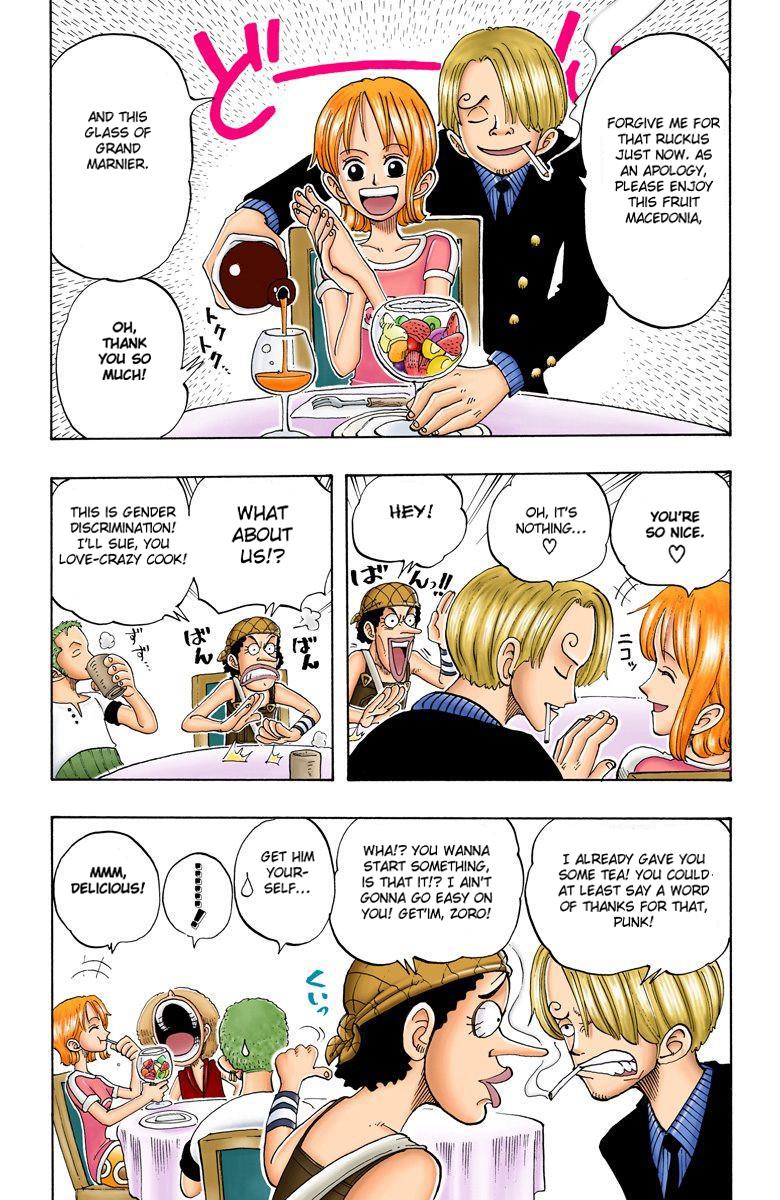 ど――ん
FORGIVE ME FOR
THAT RUCKUS
JUST NOW. AS
AN APOLOGY,
PLEASE ENJOY
THIS FRUIT
MACEDONIA,
AND THIS
GLASS OF
GRAND
MARNIER.
トクトク…
OH,
THANK
YOU SO
MUCH!
YOU'RE
SO NICE.
♡
OH, IT'S
NOTHING...
♡
HEY!
ばんっ!!
ニコッ
WHAT
ABOUT
US!?
THIS IS GENDER
DISCRIMINATION!
I'LL SUE, YOU
LOVE-CRAZY COOK!
ばん
ばん
ずず…
I ALREADY GAVE YOU
SOME TEA! YOU COULD
AT LEAST SAY A WORD
OF THANKS FOR THAT,
PUNK!
WHA!? YOU WANNA
START SOMETHING,
IS THAT IT!? I AIN'T
GONNA GO EASY ON
YOU! GET'IM, ZORO!
GET HIM
YOUR-
SELF...
!
MMM,
DELICIOUS!
くいっ